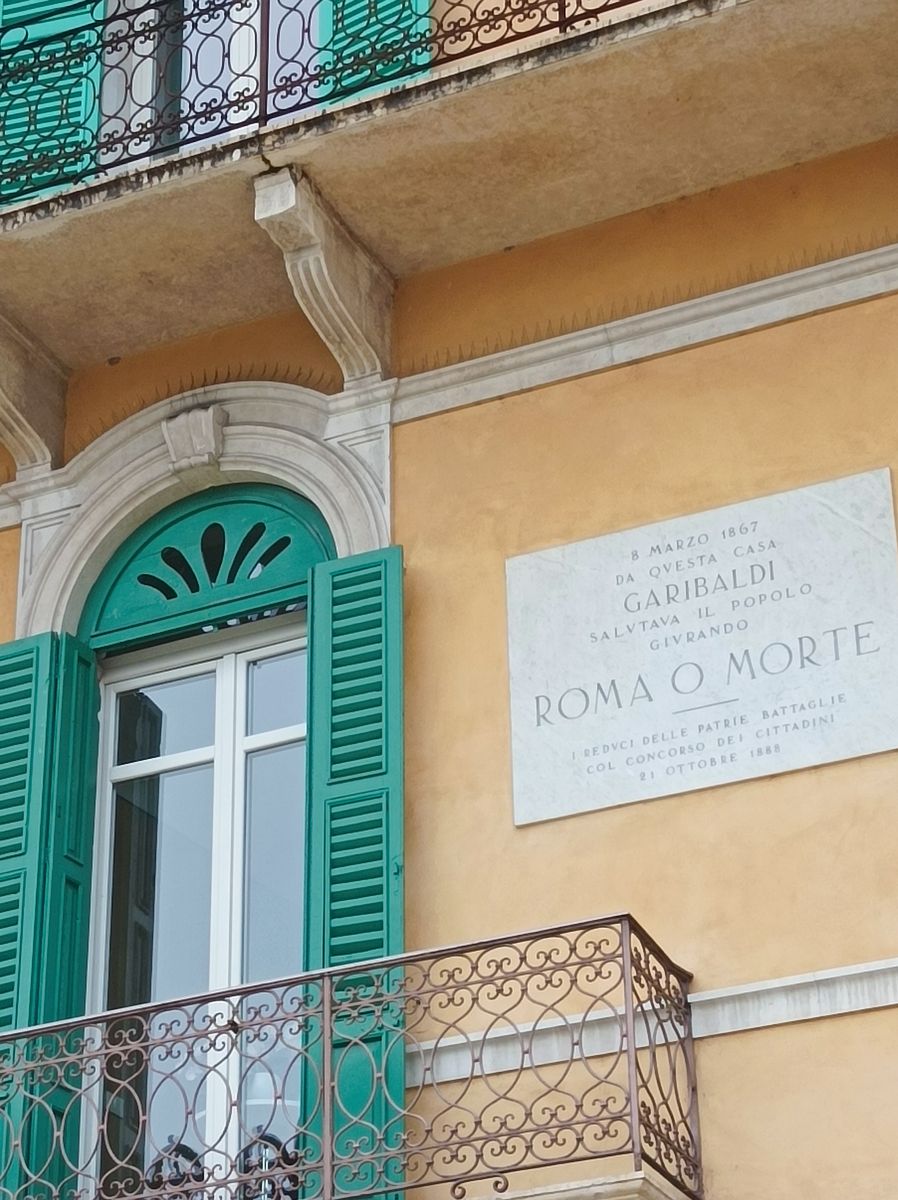 8 MARZO 1867
DA QVESTA CASA
GARIBALDI
SALVTAVA IL POPOLO
GIVRANDO
ROMA O MORTE
I REDVCI DELLE PATRIE BATTAGLIE
COL CONCORSO DEI CITTADINI
21 OTTOBRE 1888